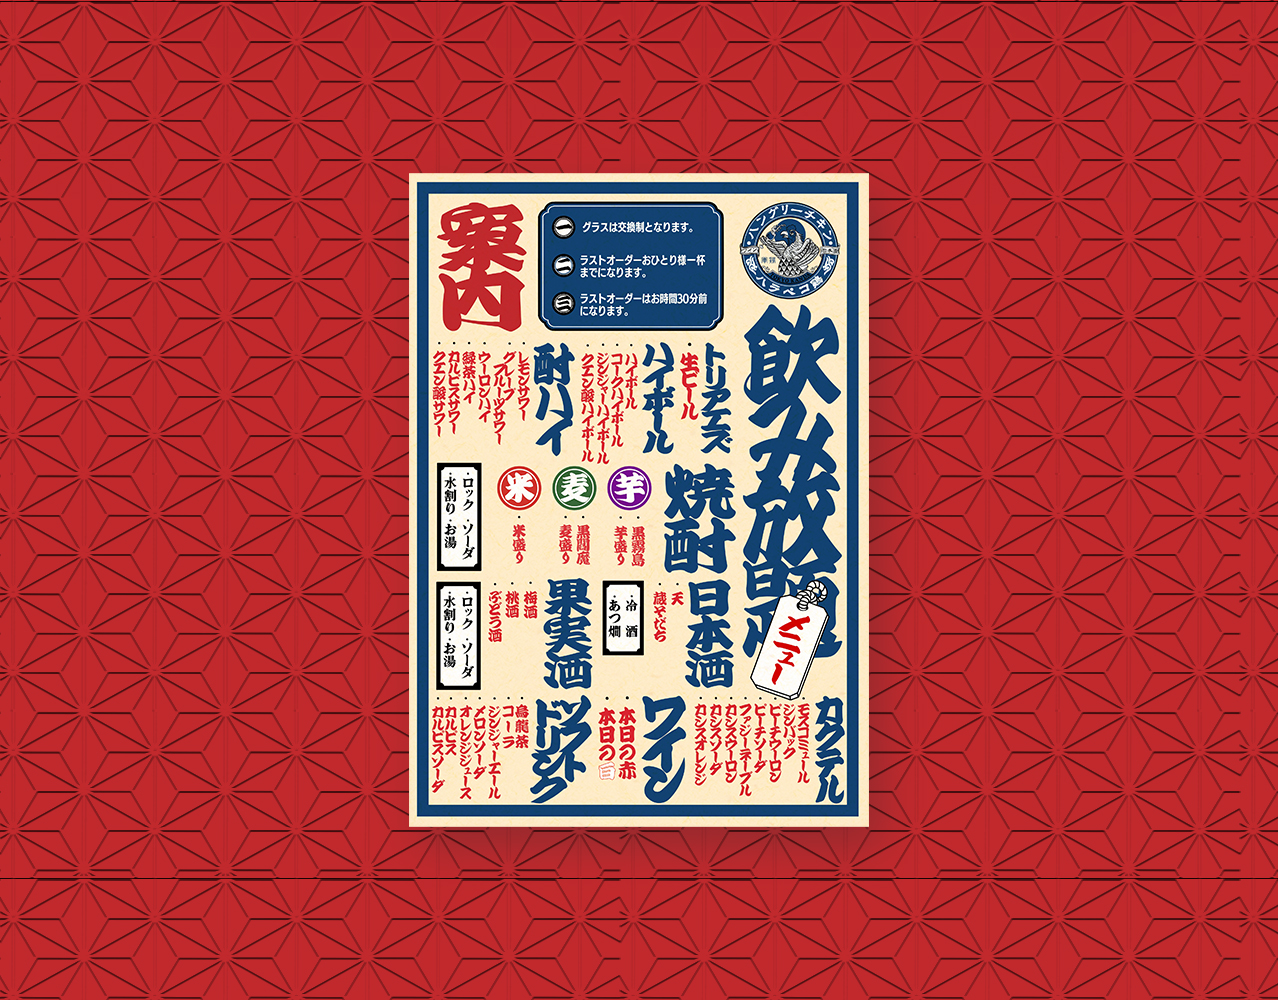 ハングリーチキン
ハラペコ鶏
飲み放題
メニュー
一 グラスは交換制となります。
二 ラストオーダーおひとり様一杯
までになります。
三 ラストオーダーはお時間30分前
になります。
案内
トリアエズ
生ビール
ハイボール
ハイボール
コークハイボール
ジンジャーハイボール
クエン酸ハイボール
酎ハイ
レモンサワー
グレープ
フルーツサワー
ウーロンハイ
緑茶ハイ
カルピスサワー
クエン酸サワー
焼酎
芋
黒霧島
芋盛り
麦
黒閻魔
麦盛り
米
米盛り
・ロック・ソーダ
・水割り・お湯
日本酒
天
蔵そだち
・冷酒
・あつ燗
果実酒
梅酒
桃酒
ぶどう酒
・ロック・ソーダ
・水割り・お湯
カクテル
モスコミュール
ジンバック
ピーチウーロン
ピーチソーダ
ファジーネーブル
カシスウーロン
カシスソーダ
カシスオレンジ
ワイン
本日の赤
本日の白
ソフトドリンク
烏龍茶
コーラ
ジンジャーエール
メロンソーダ
オレンジジュース
カルピス
カルピスソーダ